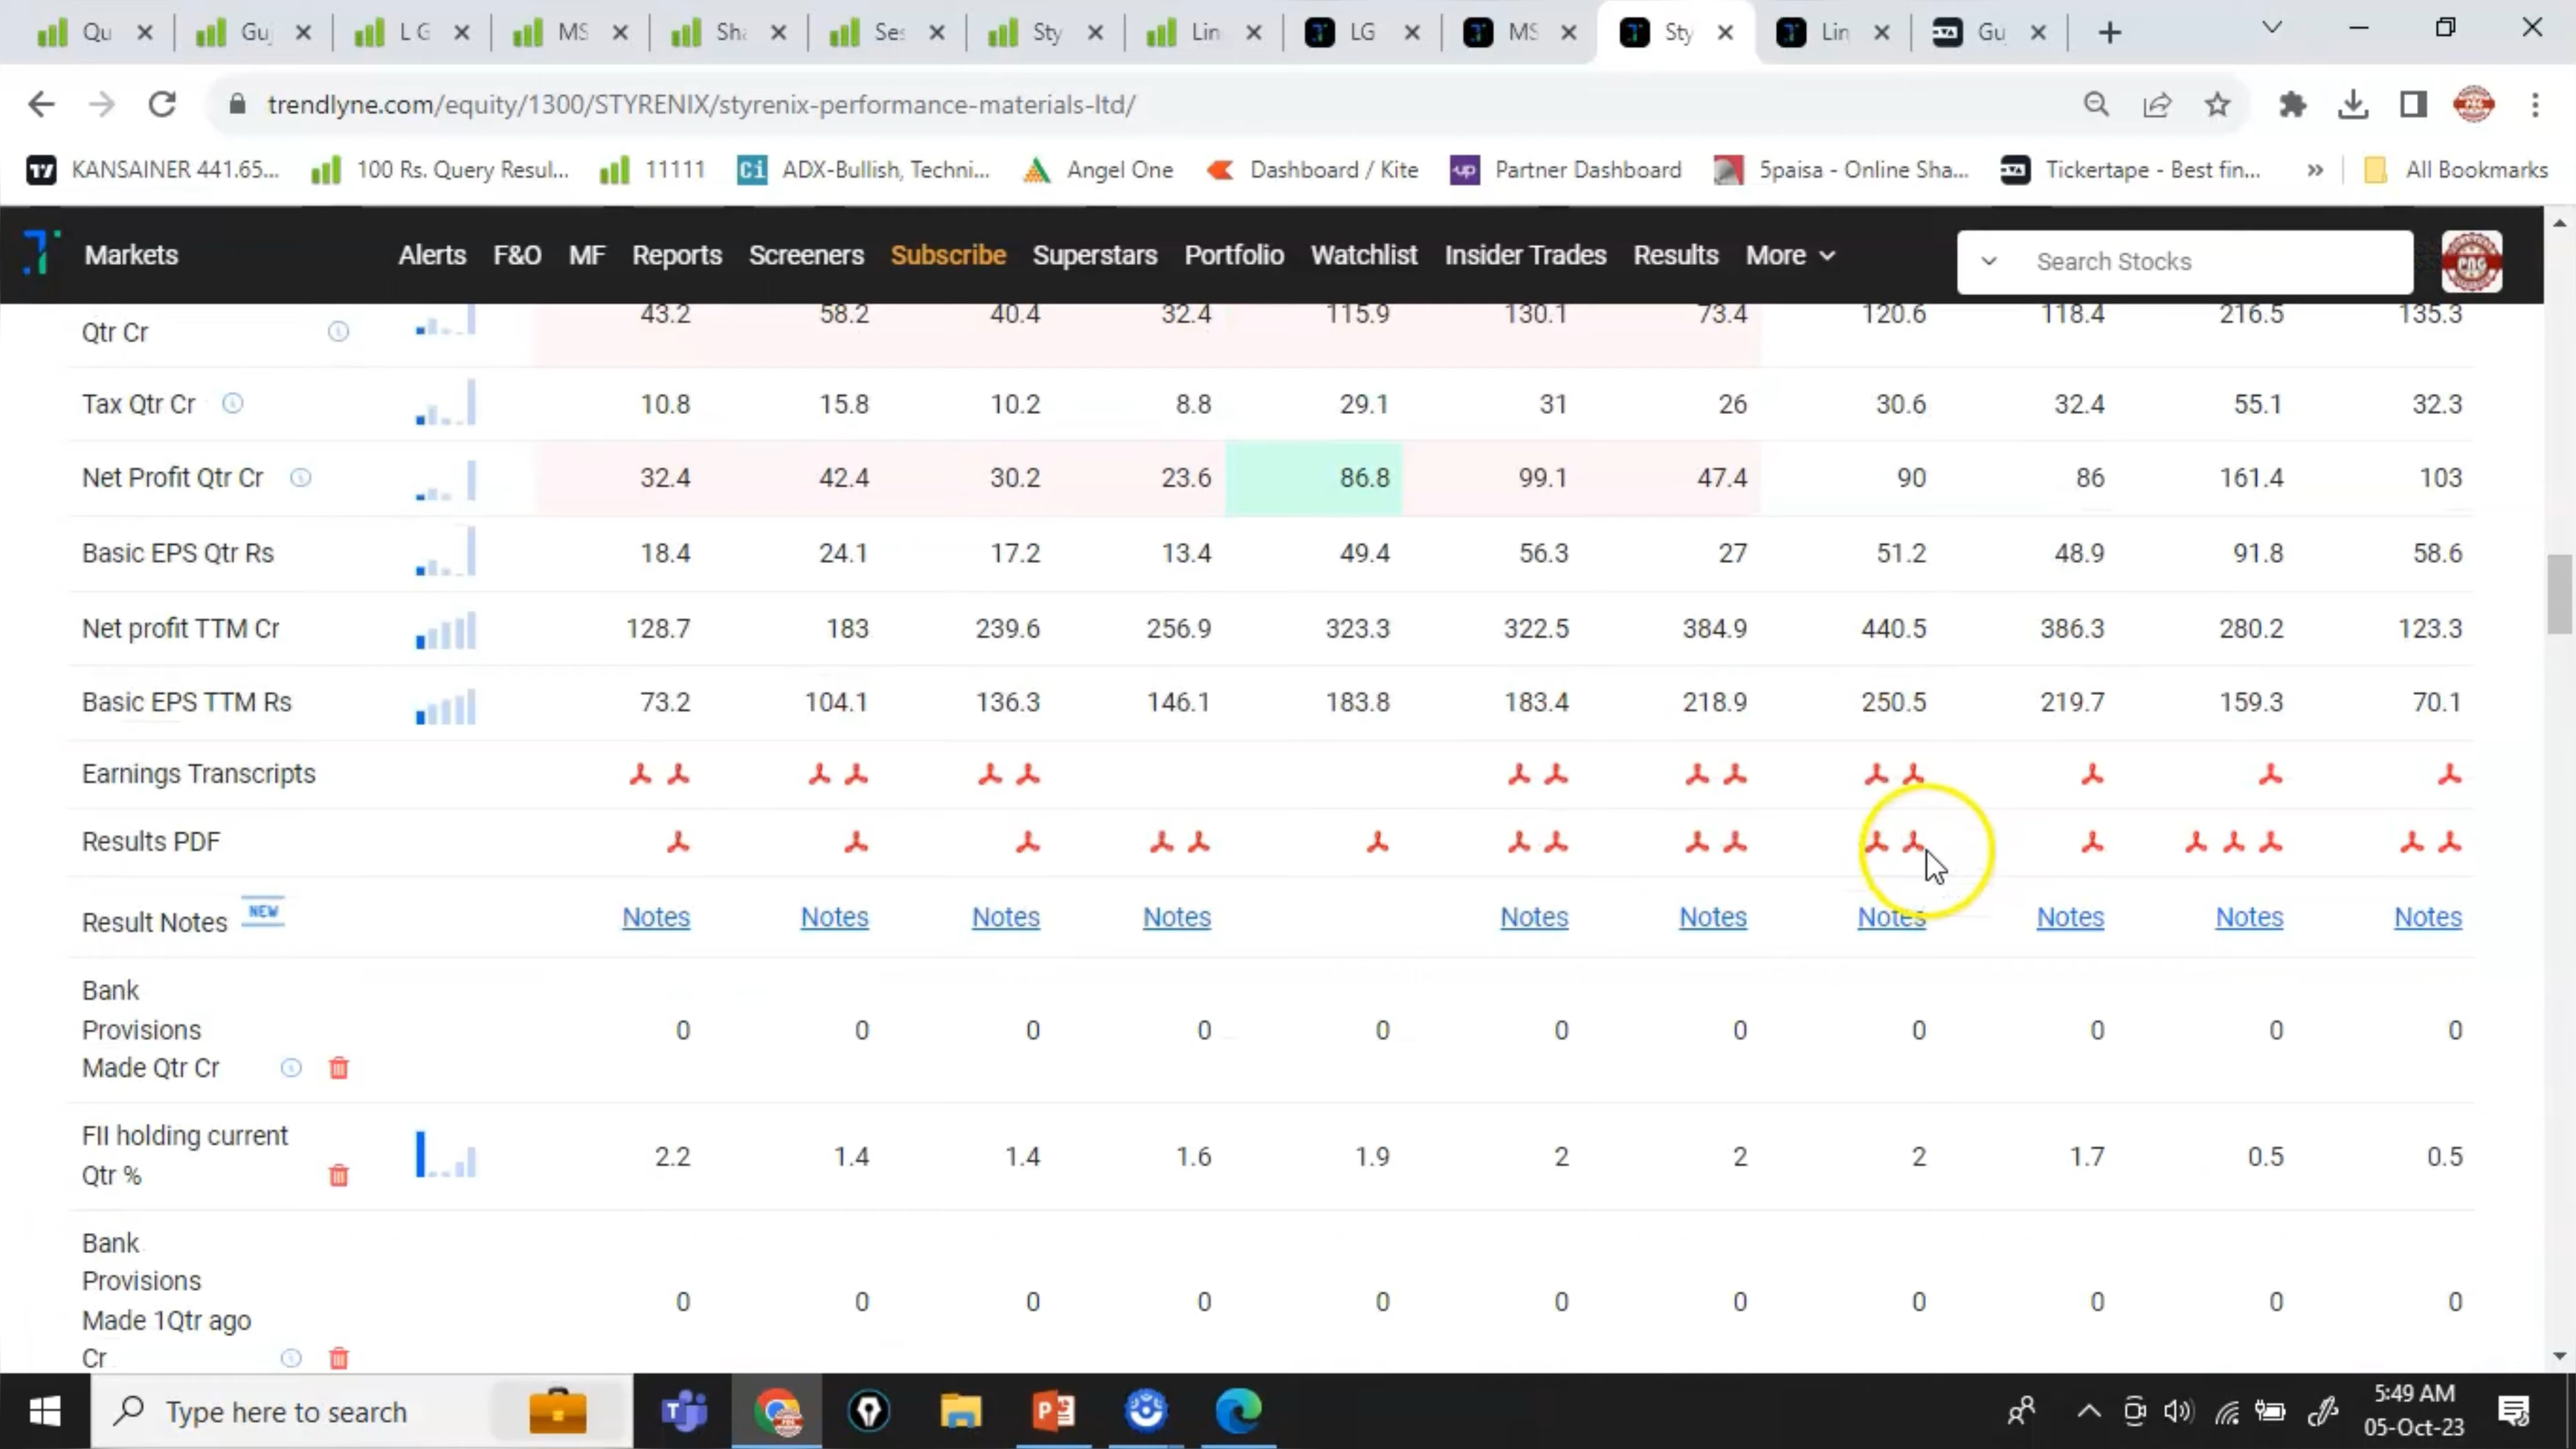 Qu Gu L G MS Sha Se Sty Lin LG MS Sty Lin Gu
trendlyne.com/equity/1300/STYRENIX/styrenix-performance-materials-ltd/
KANSAINER 441.65... 100 Rs. Query Resul... 11111 Ci ADX-Bullish, Techni... Angel One Dashboard / Kite up Partner Dashboard 5paisa - Online Sha... Tickertape - Best fin... » All Bookmarks
Markets Alerts F&O MF Reports Screeners Subscribe Superstars Portfolio Watchlist Insider Trades Results More Search Stocks
Qtr Cr 43.2 58.2 40.4 32.4 115.9 130.1 73.4 120.6 118.4 216.5 135.3
Tax Qtr Cr 10.8 15.8 10.2 8.8 29.1 31 26 30.6 32.4 55.1 32.3
Net Profit Qtr Cr 32.4 42.4 30.2 23.6 86.8 99.1 47.4 90 86 161.4 103
Basic EPS Qtr Rs 18.4 24.1 17.2 13.4 49.4 56.3 27 51.2 48.9 91.8 58.6
Net profit TTM Cr 128.7 183 239.6 256.9 323.3 322.5 384.9 440.5 386.3 280.2 123.3
Basic EPS TTM Rs 73.2 104.1 136.3 146.1 183.8 183.4 218.9 250.5 219.7 159.3 70.1
Earnings Transcripts
Results PDF
Result Notes NEW Notes Notes Notes Notes Notes Notes Notes Notes Notes Notes
Bank
Provisions
Made Qtr Cr 0 0 0 0 0 0 0 0 0 0 0
FII holding current
Qtr % 2.2 1.4 1.4 1.6 1.9 2 2 2 1.7 0.5 0.5
Bank
Provisions
Made 1Qtr ago
Cr 0 0 0 0 0 0 0 0 0 0 0
Type here to search
5:49 AM
05-Oct-23